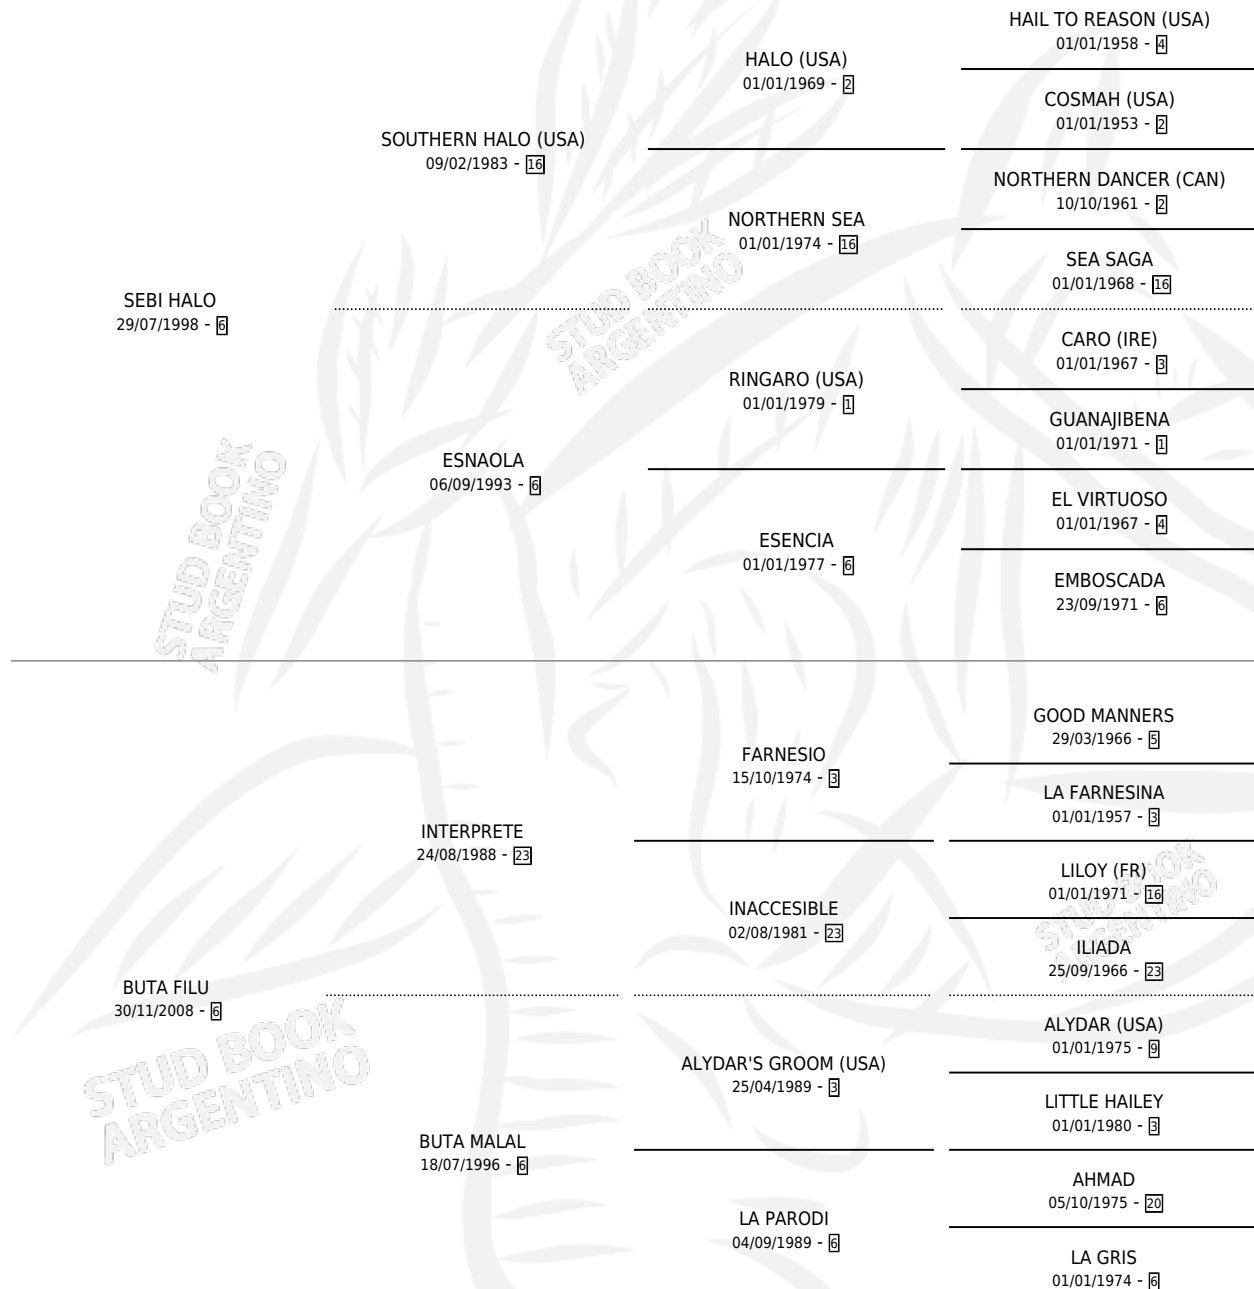 HAIL TO REASON (USA)
01/01/1958 - 4
HALO (USA)
01/01/1969 - 2
COSMAH (USA)
01/01/1953 - 2
SOUTHERN HALO (USA)
09/02/1983 - 16
NORTHERN DANCER (CAN)
10/10/1961 - 2
NORTHERN SEA
01/01/1974 - 16
SEA SAGA
01/01/1968 - 16
SEBI HALO
29/07/1998 - 6
STUD BOOK
ARGENTINO
CARO (IRE)
01/01/1967 - 3
RINGARO (USA)
01/01/1979 - 1
GUANAJIBENA
01/01/1971 - 1
ESNAOLA
06/09/1993 - 6
EL VIRTUOSO
01/01/1967 - 4
ESENCIA
01/01/1977 - 6
EMBOSCADA
23/09/1971 - 6
STUD BOOK
ARGENTINO
GOOD MANNERS
29/03/1966 - 5
FARNESIO
15/10/1974 - 3
LA FARNESINA
01/01/1957 - 3
INTERPRETE
24/08/1988 - 23
LILOY (FR)
01/01/1971 - 16
INACCESIBLE
02/08/1981 - 23
STUD BOOK
ARGENTINO
ILIADA
25/09/1966 - 23
BUTA FILU
30/11/2008 - 6
STUD BOOK
ARGENTINO
ALYDAR (USA)
01/01/1975 - 9
ALYDAR'S GROOM (USA)
25/04/1989 - 3
LITTLE HAILEY
01/01/1980 - 3
BUTA MALAL
18/07/1996 - 6
AHMAD
05/10/1975 - 20
LA PARODI
04/09/1989 - 6
LA GRIS
01/01/1974 - 6